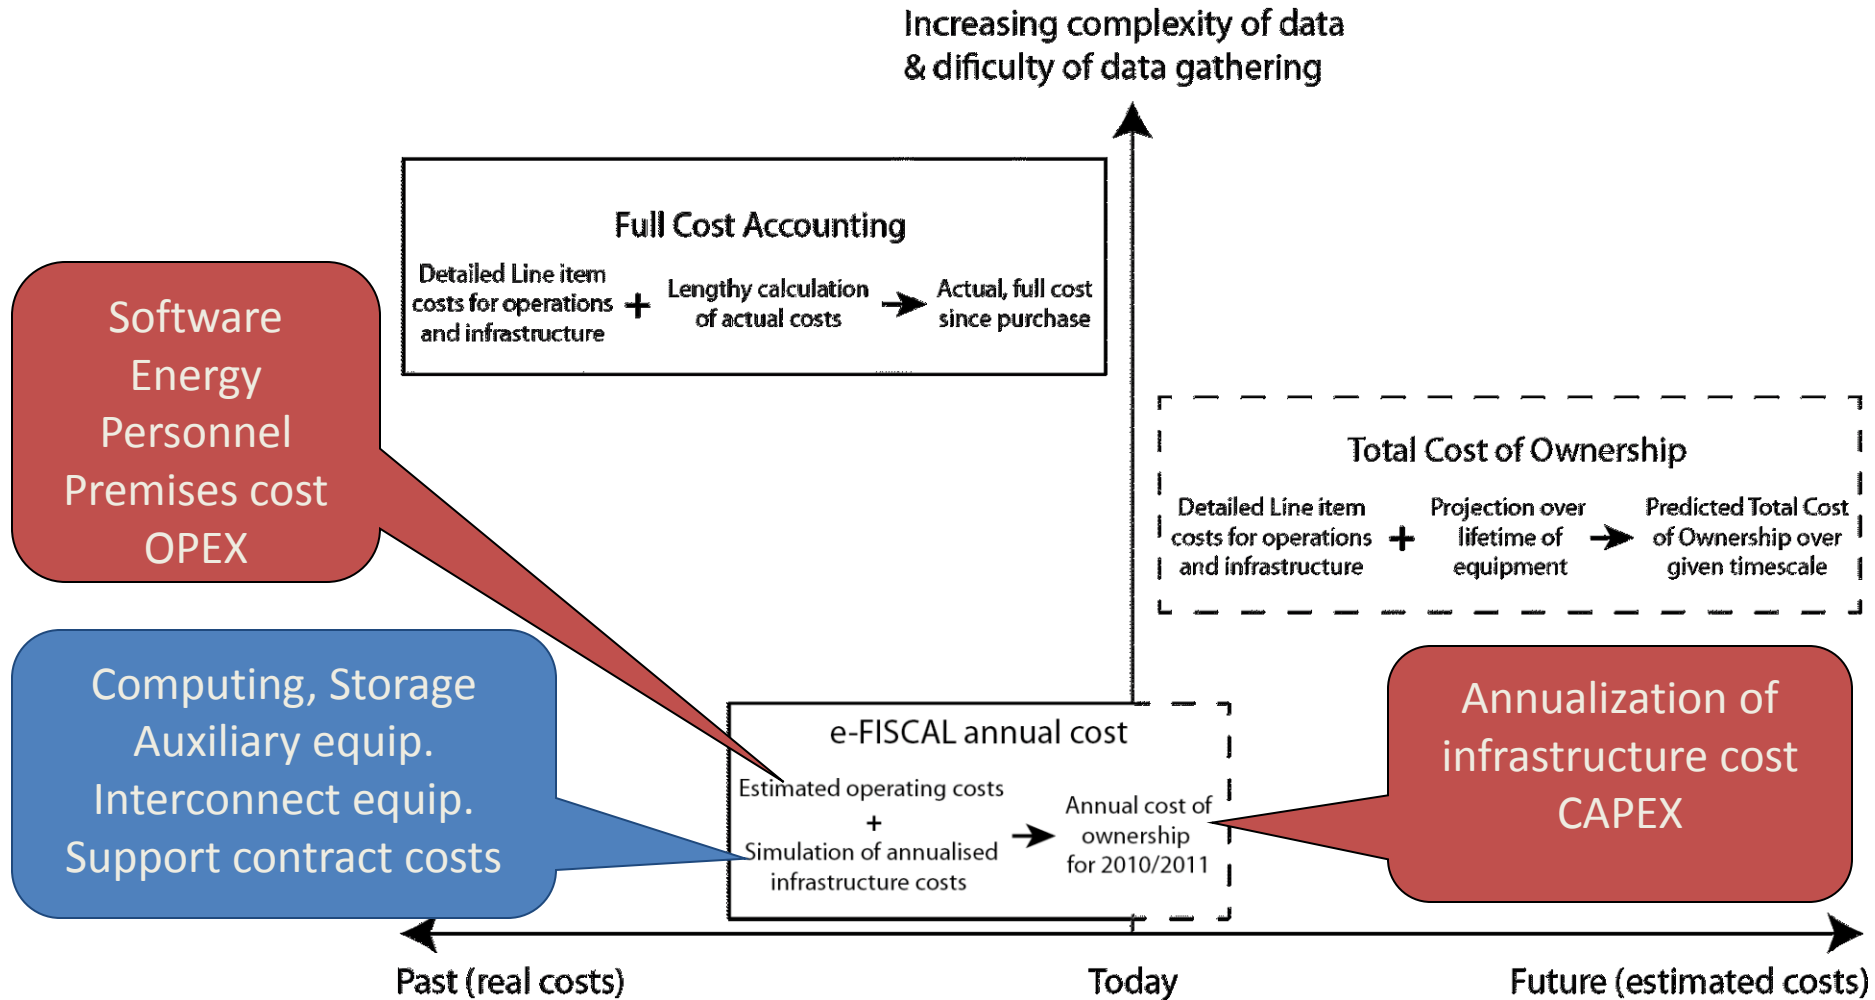 Increasing complexity of data
& dificulty of data gathering
Full Cost Accounting
Detailed Line item
costs for operations
and infrastructure
+
Lengthy calculation
of actual costs
Actual, full cost
since purchase
Software
Energy
Personnel
Premises cost
OPEX
Total Cost of Ownership
Detailed Line item
costs for operations
and infrastructure
+
Projection over
lifetime of
equipment
Predicted Total Cost
of Ownership over
given timescale
Computing, Storage
Auxiliary equip.
Interconnect equip.
Support contract costs
e-FISCAL annual cost
Estimated operating costs
+
Simulation of annualised
infrastructure costs
Annual cost of
ownership
for 2010/2011
Annualization of
infrastructure cost
CAPEX
Past (real costs)
Today
Future (estimated costs)